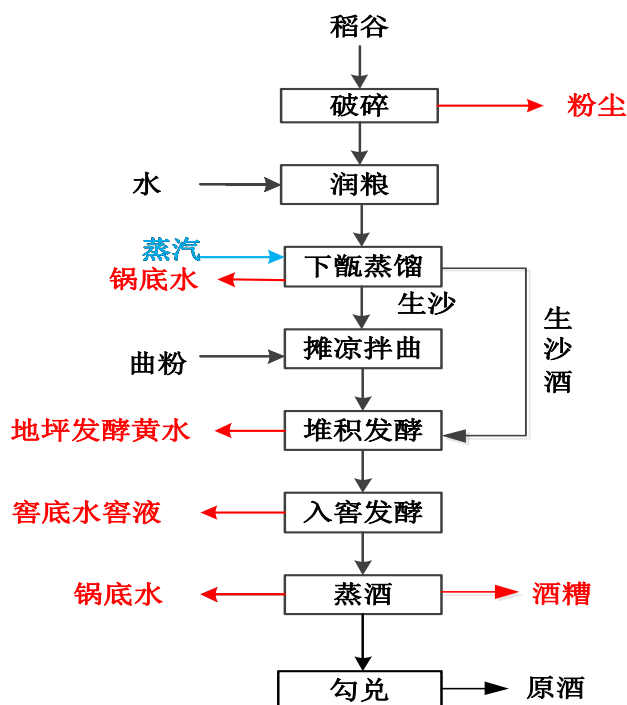 稻谷
破碎
粉尘
水
润粮
蒸汽
锅底水
下甑蒸馏
生沙
生沙酒
曲粉
摊凉拌曲
地坪发酵黄水
堆积发酵
窖底水窖液
入窖发酵
锅底水
蒸酒
酒糟
勾兑
原酒